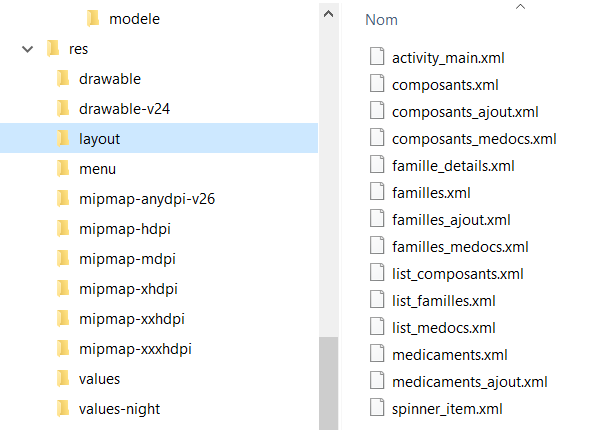 modele
res
drawable
drawable-v24
layout
menu
mipmap-anydpi-v26
mipmap-hdpi
mipmap-mdpi
mipmap-xhdpi
mipmap-xxhdpi
mipmap-xxxhdpi
values
values-night
Nom
activity_main.xml
composants.xml
composants_ajout.xml
composants_medocs.xml
famille_details.xml
familles.xml
familles_ajout.xml
familles_medocs.xml
list_composants.xml
list_familles.xml
list_medocs.xml
medicaments.xml
medicaments_ajout.xml
spinner_item.xml